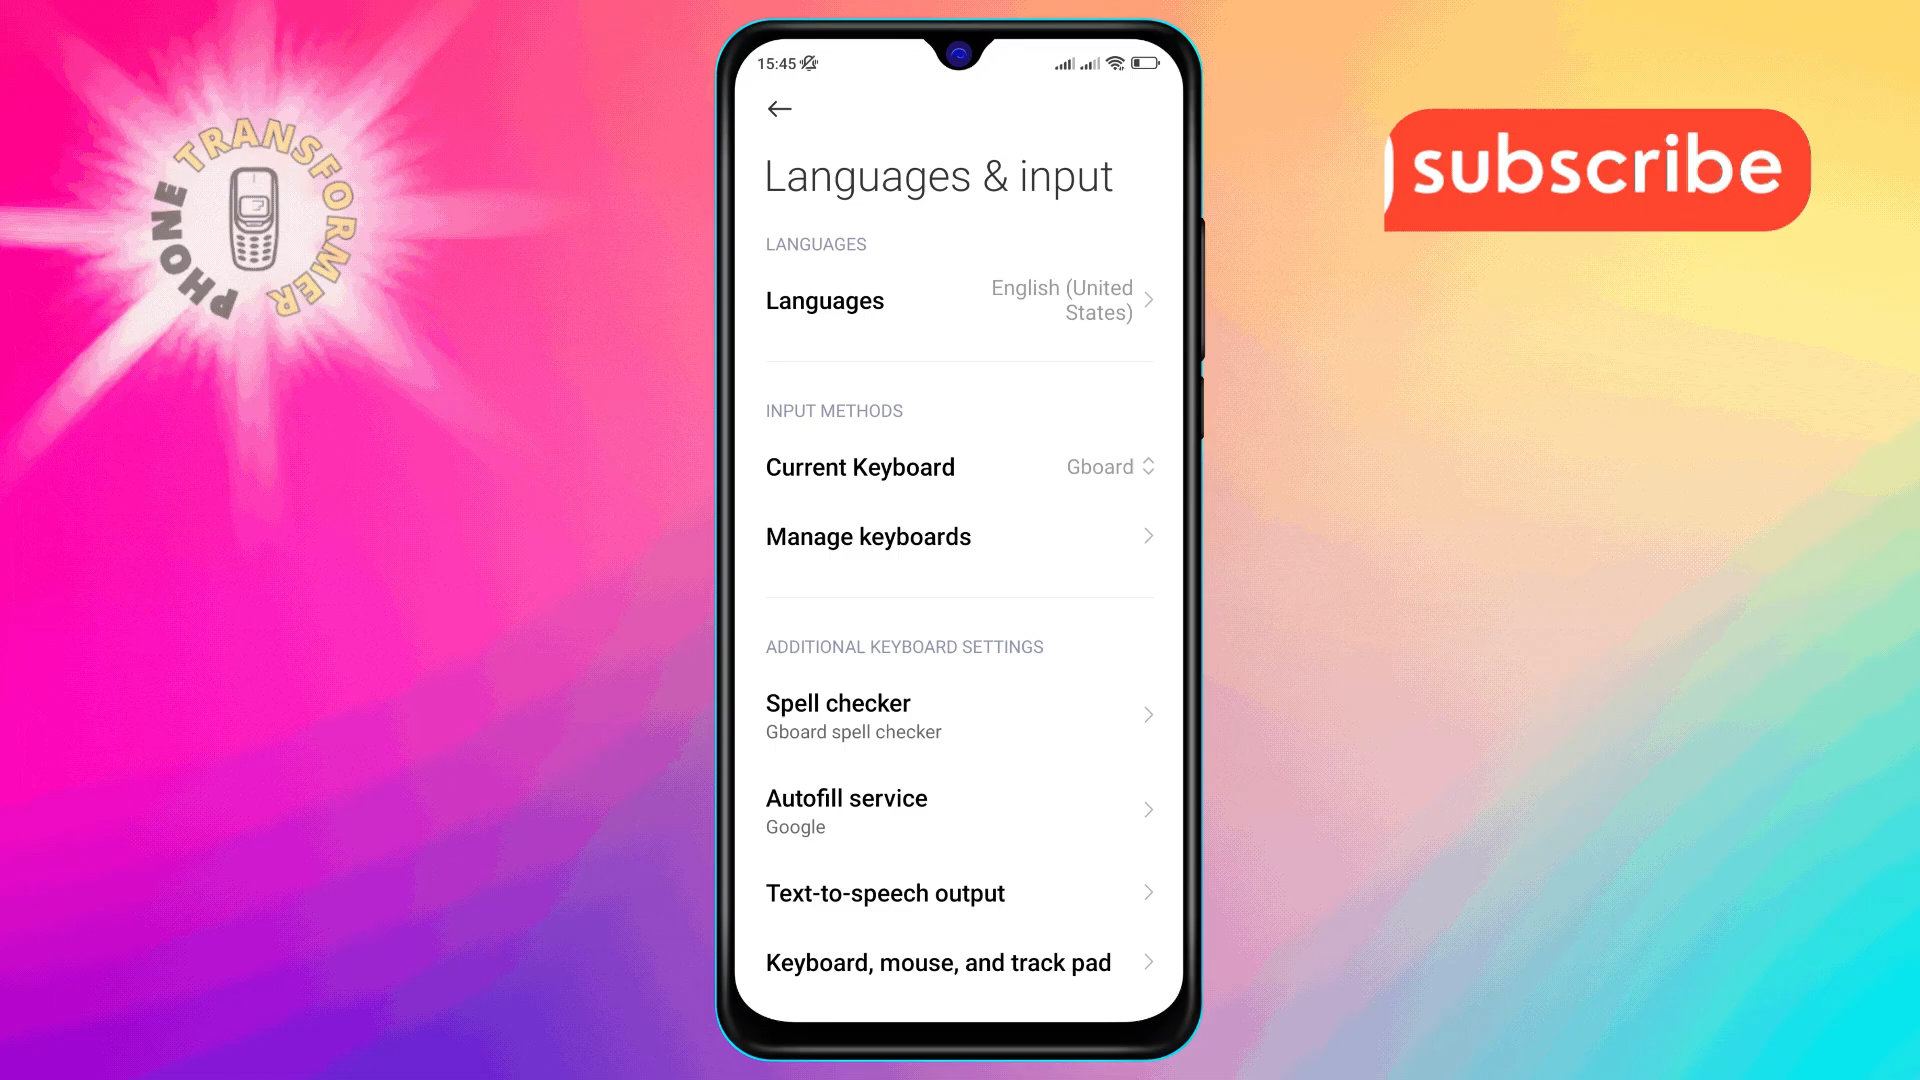 PHONE TRANSFORMER
subscribe
15:45
Languages & input
LANGUAGES
Languages
English (United
States)
INPUT METHODS
Current Keyboard
Gboard
Manage keyboards
ADDITIONAL KEYBOARD SETTINGS
Spell checker
Gboard spell checker
Autofill service
Google
Text-to-speech output
Keyboard, mouse, and track pad